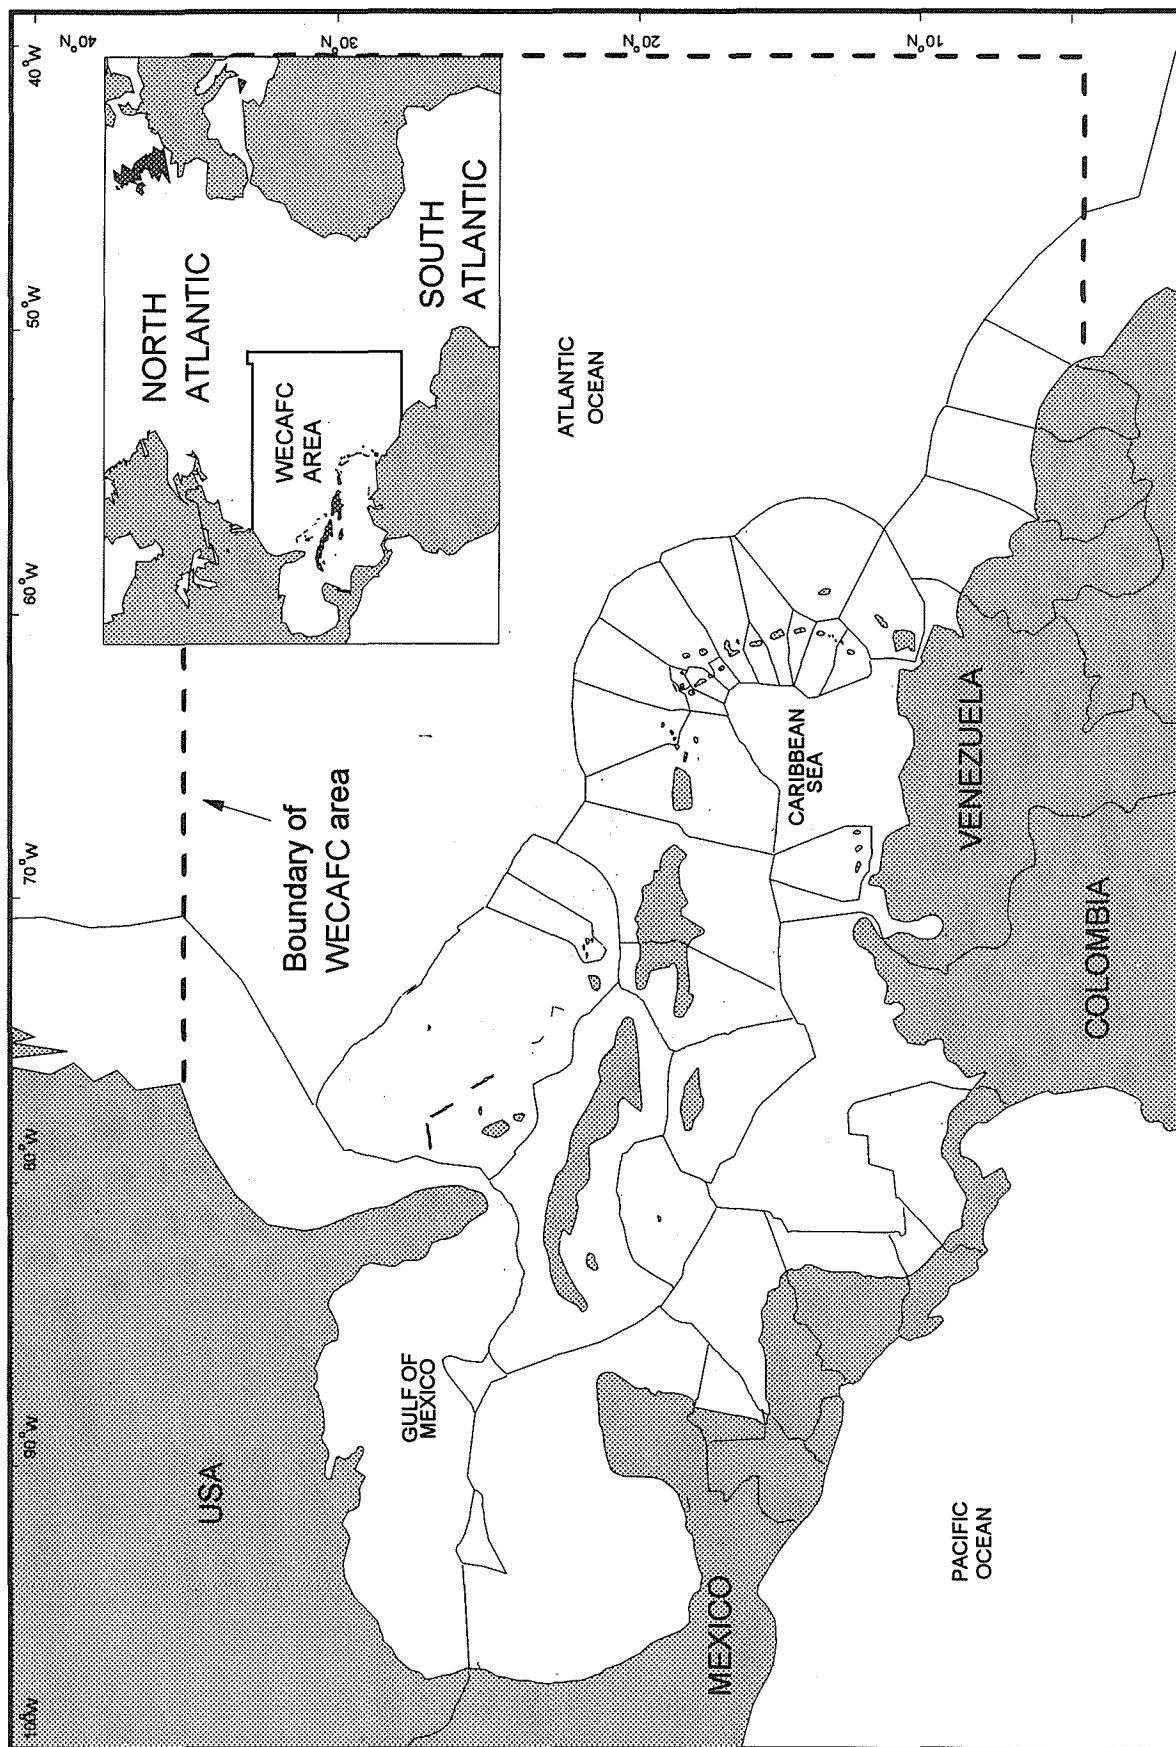 100°W
90°W
80°W
70°W
60°W
50°W
40°W
40°N
30°N
20°N
10°N
NORTH
ATLANTIC
WECAFC
AREA
SOUTH
ATLANTIC
USA
Boundary of
WECAFC area
GULF OF
MEXICO
ATLANTIC
OCEAN
MEXICO
CARIBBEAN
SEA
VENEZUELA
COLOMBIA
PACIFIC
OCEAN